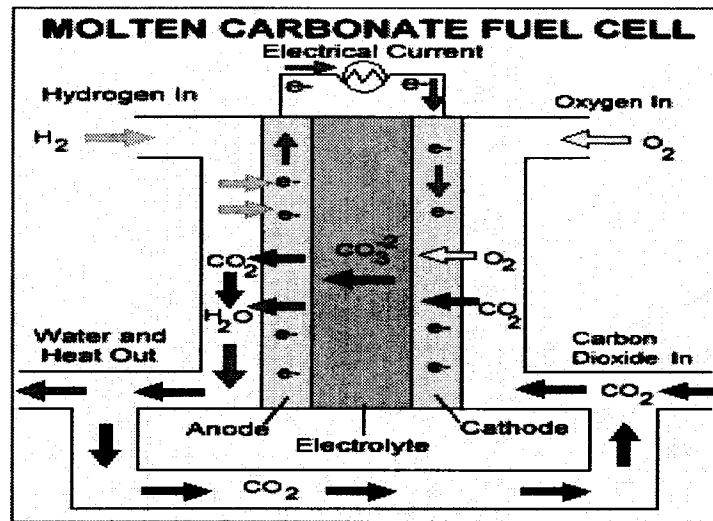 MOLTEN CARBONATE FUEL CELL
Electrical Current
e-
e-
Hydrogen In
Oxygen In
H2
O2
e-
e-
e-
e-
CO2
CO3-2
O2
H2O
CO2
Water and
Heat Out
Carbon
Dioxide In
e-
e-
e-
e-
CO2
Anode
Electrolyte
Cathode
CO2